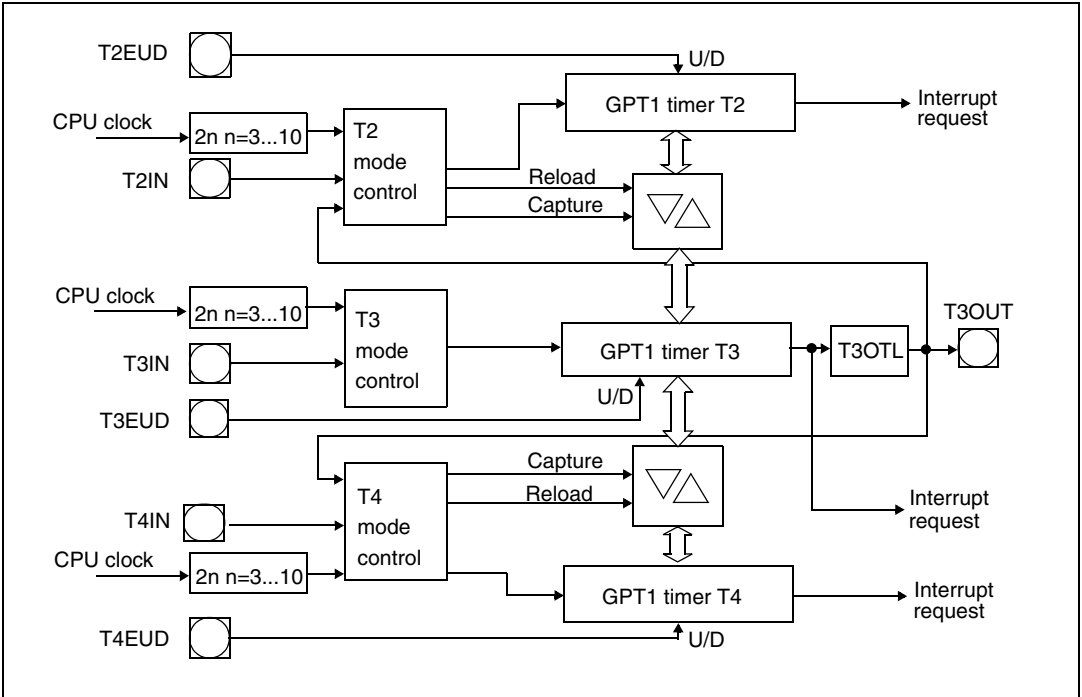 T2EUD
U/D
GPT1 timer T2
Interrupt
request
CPU clock
2n n=3...10
T2
mode
control
T2IN
Reload
Capture
CPU clock
2n n=3...10
T3
mode
control
T3IN
T3EUD
GPT1 timer T3
U/D
T3OTL
T3OUT
Capture
Reload
T4
mode
control
T4IN
Interrupt
request
CPU clock
2n n=3...10
GPT1 timer T4
Interrupt
request
T4EUD
U/D